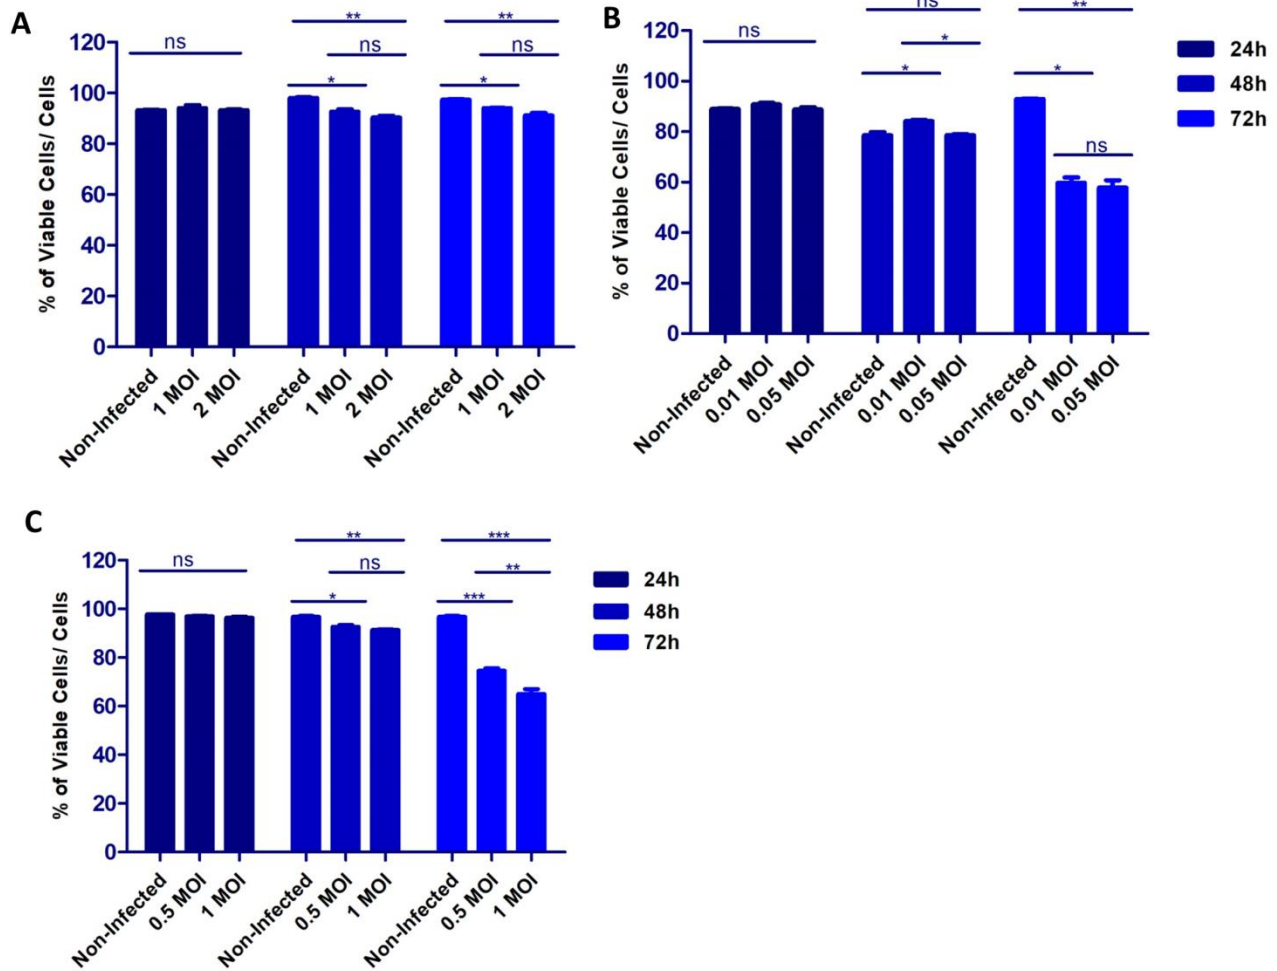 A
** **
ns ns ns
* *
120
100
80
60
40
20
0
% of Viable Cells/ Cells
Non-Infected 1 MOI 2 MOI Non-Infected 1 MOI 2 MOI Non-Infected 1 MOI 2 MOI
B
ns **
ns *
* *
ns
120
100
80
60
40
20
0
% of Viable Cells/ Cells
Non-Infected 0.01 MOI 0.05 MOI Non-Infected 0.01 MOI 0.05 MOI Non-Infected 0.01 MOI 0.05 MOI
24h
48h
72h
C
** ***
ns ns **
* ***
120
100
80
60
40
20
0
% of Viable Cells/ Cells
Non-Infected 0.5 MOI 1 MOI Non-Infected 0.5 MOI 1 MOI Non-Infected 0.5 MOI 1 MOI
24h
48h
72h